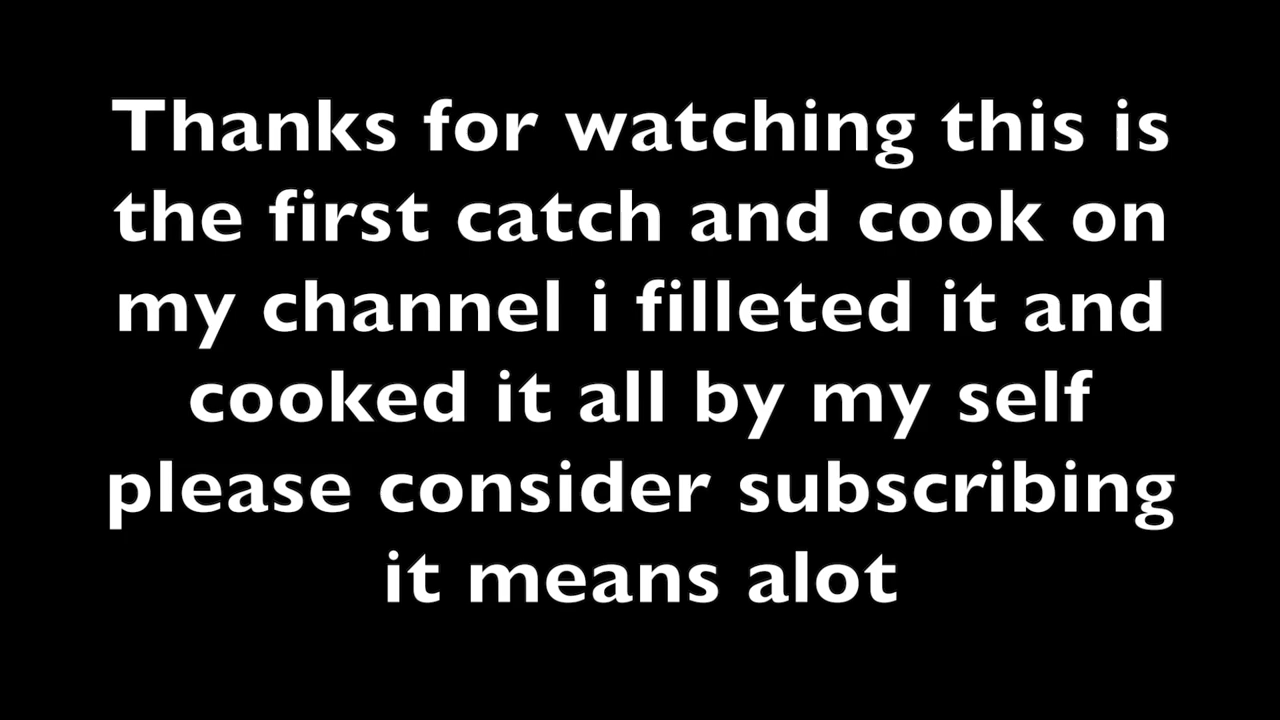 Thanks for watching this is
the first catch and cook on
my channel i filleted it and
cooked it all by my self
please consider subscribing
it means alot